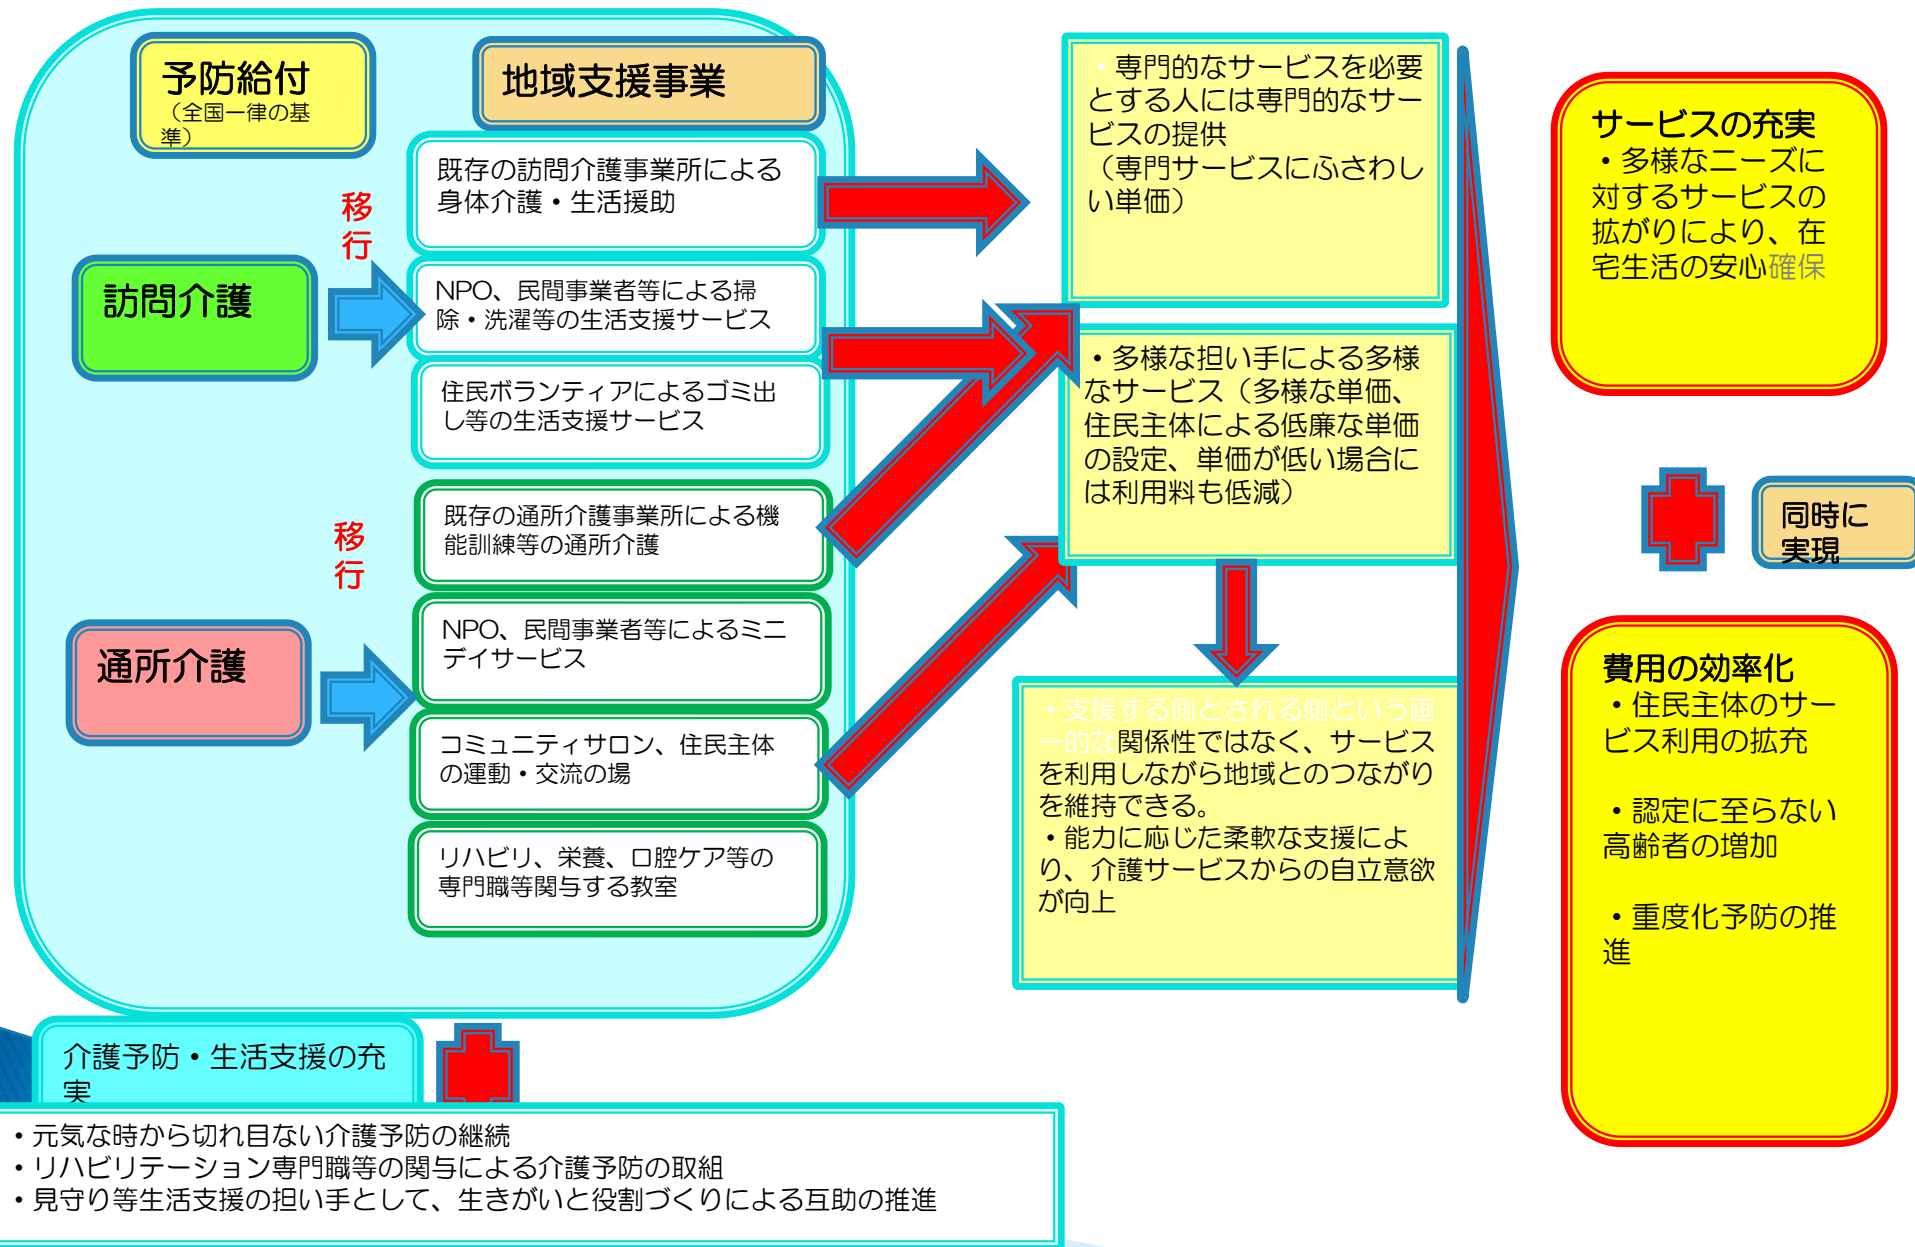 予防給付
（全国一律の基
準）
地域支援事業
移
行
訪問介護
既存の訪問介護事業所による
身体介護・生活援助
NPO、民間事業者等による掃
除・洗濯等の生活支援サービス
住民ボランティアによるゴミ出
し等の生活支援サービス
移
行
通所介護
既存の通所介護事業所による機
能訓練等の通所介護
NPO、民間事業者等によるミニ
デイサービス
コミュニティサロン、住民主体
の運動・交流の場
リハビリ、栄養、口腔ケア等の
専門職等関与する教室
・専門的なサービスを必要
とする人には専門的なサー
ビスの提供
（専門サービスにふさわし
い単価）
・多様な担い手による多様
なサービス（多様な単価、
住民主体による低廉な単価
の設定、単価が低い場合に
は利用料も低減）
・支援する側とされる側という画
一的な関係性ではなく、サービス
を利用しながら地域とのつながり
を維持できる。
・能力に応じた柔軟な支援によ
り、介護サービスからの自立意欲
が向上
サービスの充実
・多様なニーズに
対するサービスの
拡がりにより、在
宅生活の安心確保
同時に
実現
費用の効率化
・住民主体のサー
ビス利用の拡充
・認定に至らない
高齢者の増加
・重度化予防の推
進
介護予防・生活支援の充
実
・元気な時から切れ目ない介護予防の継続
・リハビリテーション専門職等の関与による介護予防の取組
・見守り等生活支援の担い手として、生きがいと役割づくりによる互助の推進